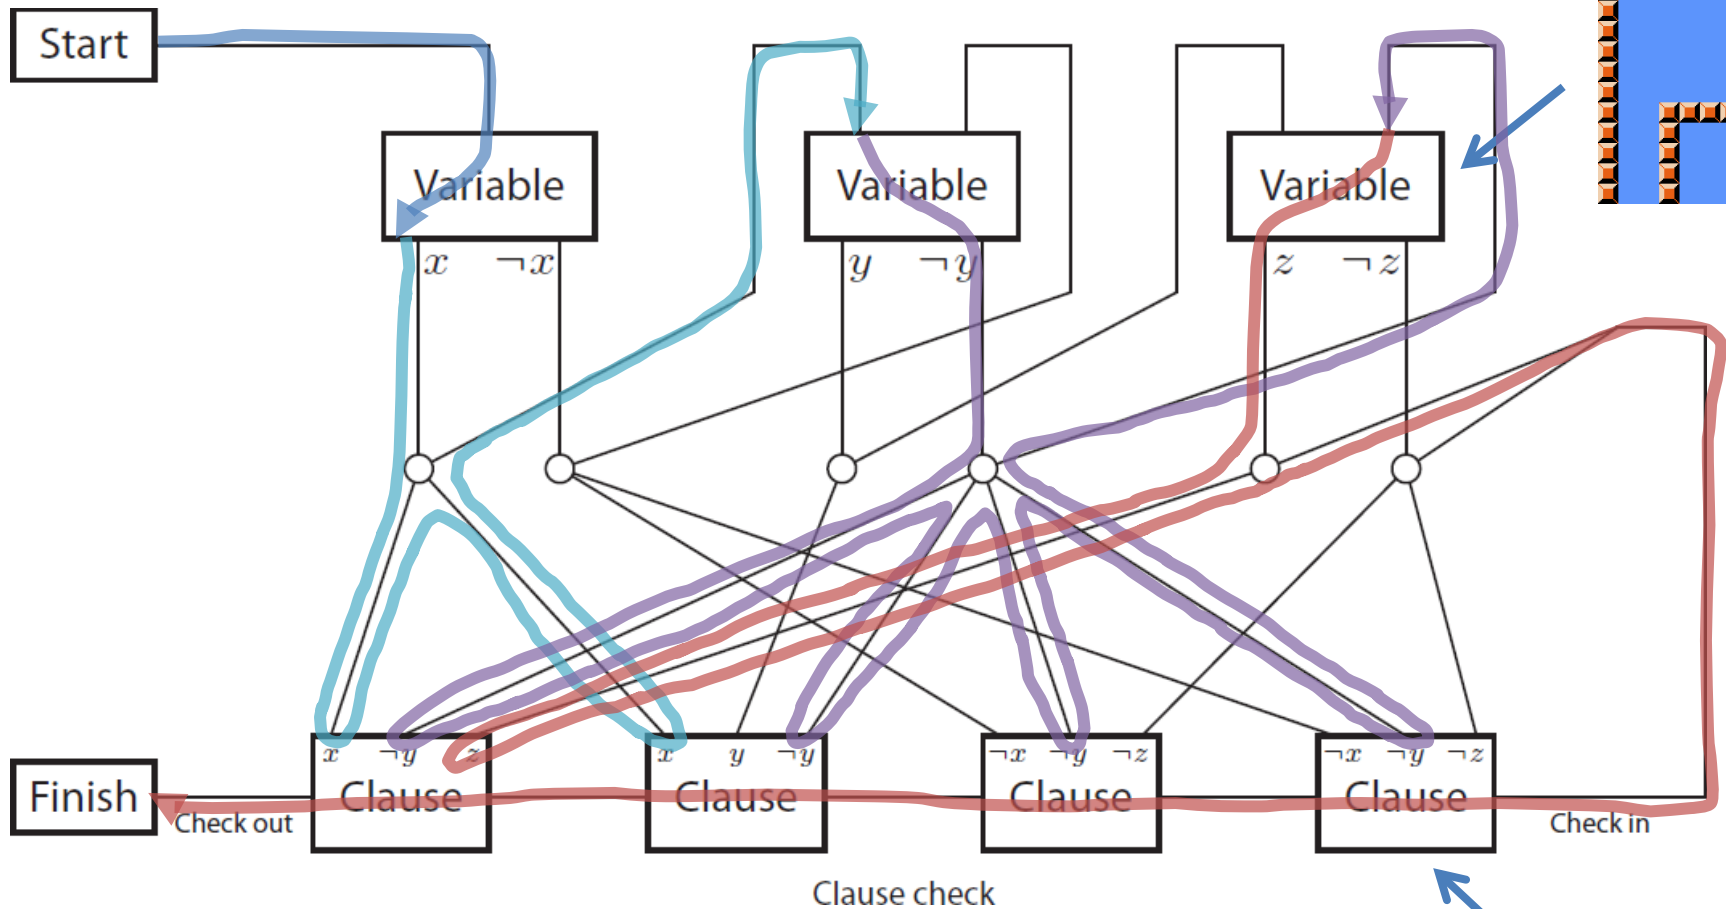 Start
Variable Variable Variable
x ¬x y ¬y z ¬z
x ¬y z x y ¬y ¬x ¬y ¬z ¬x ¬y ¬z
Finish Clause Clause Clause Clause
Check out Check in
Clause check